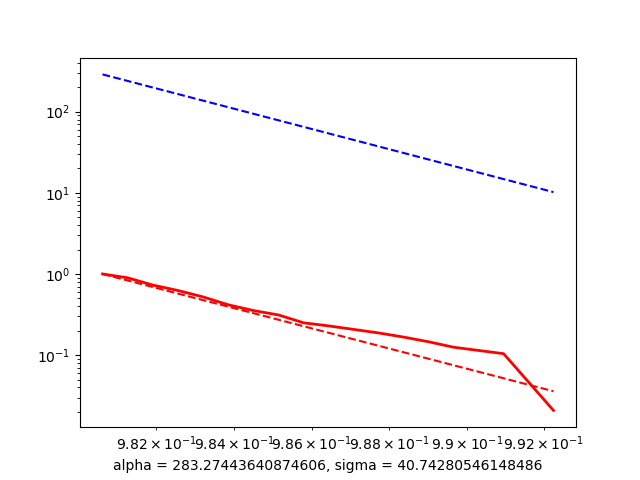 10²
10¹
10⁰
10⁻¹
9.82 × 10⁻¹ 9.84 × 10⁻¹ 9.86 × 10⁻¹ 9.88 × 10⁻¹ 9.9 × 10⁻¹ 9.92 × 10⁻¹
alpha = 283.27443640874606, sigma = 40.74280546148486